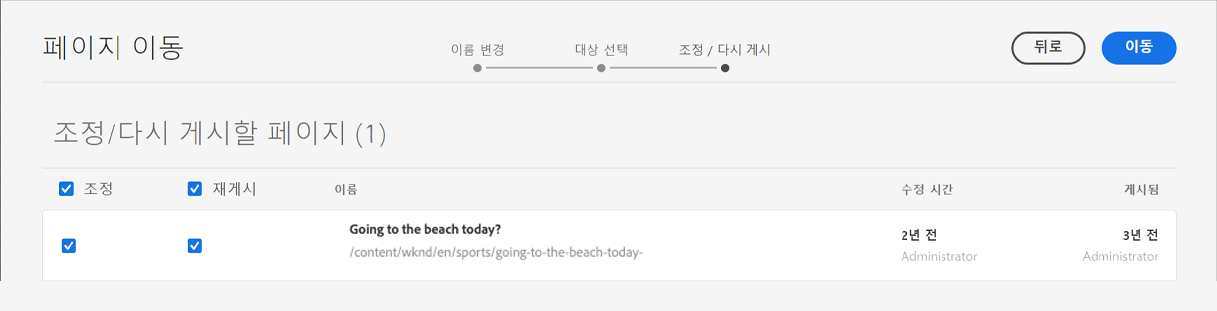 페이지 이동
이름 변경 대상 선택 조정 / 다시 게시
뒤로 이동
조정/다시 게시할 페이지 (1)
조정 재게시 이름 수정 시간 게시됨
Going to the beach today? 2년 전 3년 전
/content/wknd/en/sports/going-to-the-beach-today- Administrator Administrator